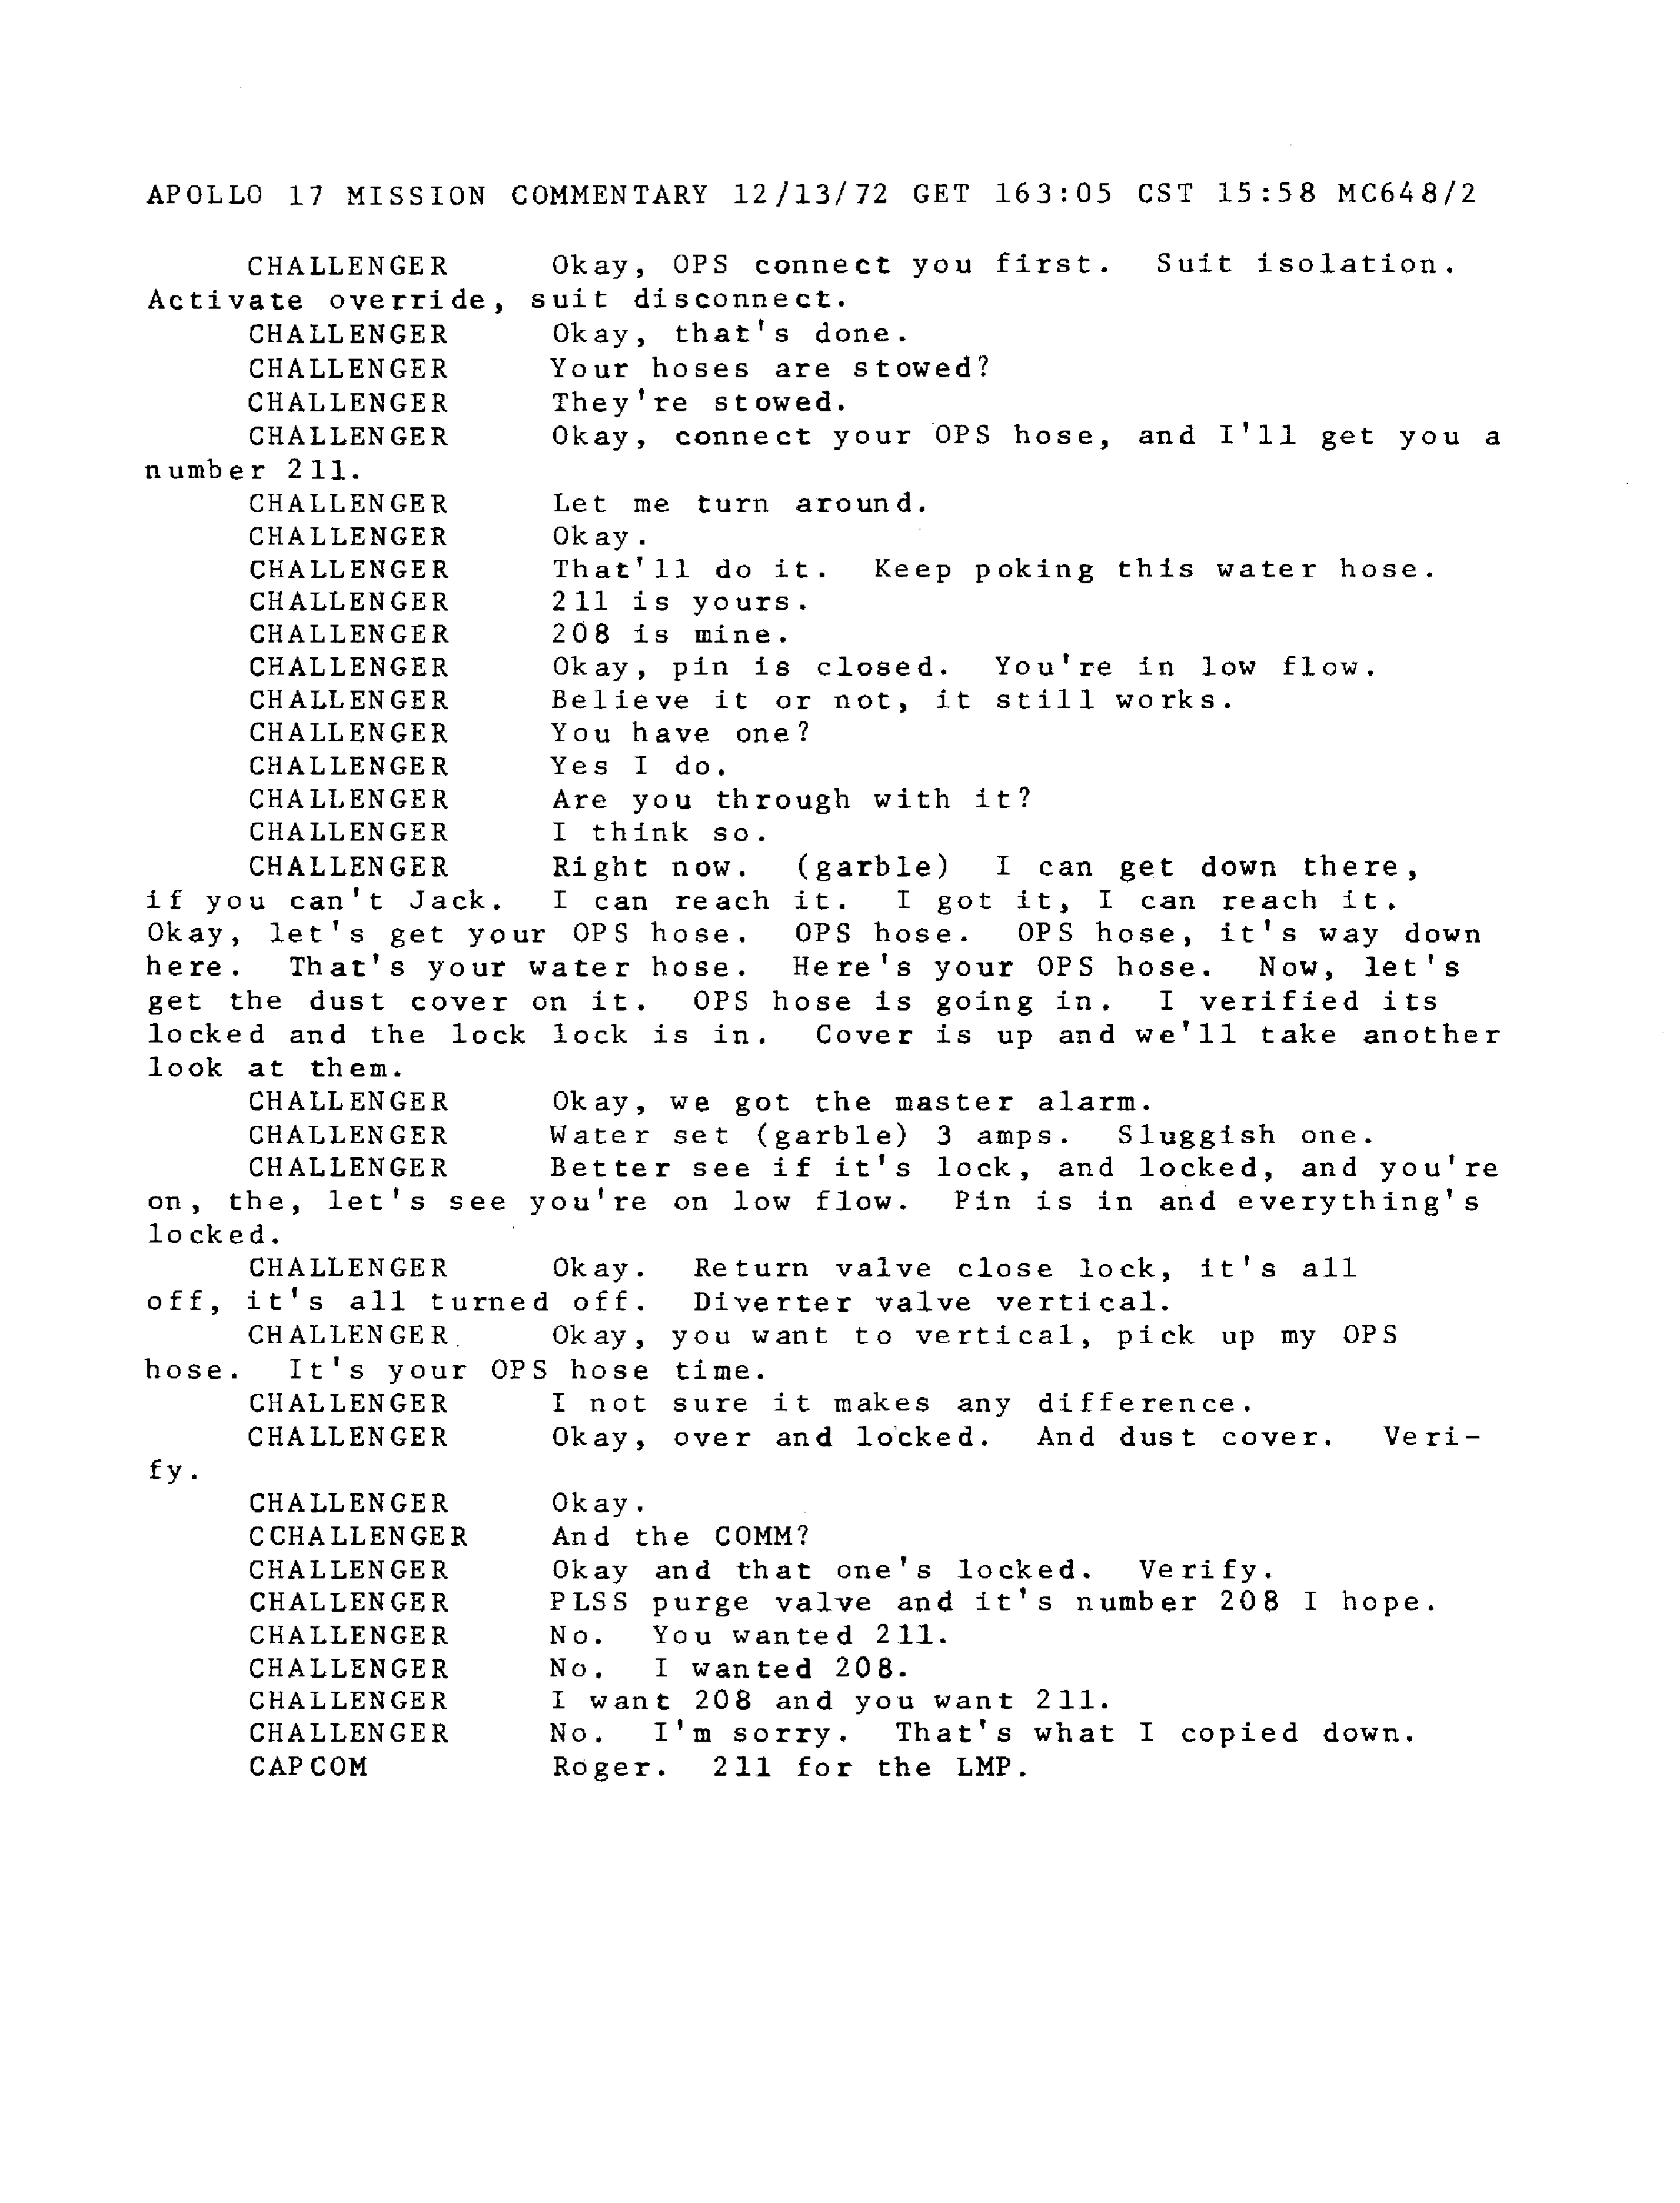 APOLLO 17 MISSION COMMENTARY 12/13/72 GET 163:05 CST 15:58 MC648/2
CHALLENGER Okay, OPS connect you first. Suit isolation.
Activate override, suit disconnect.
CHALLENGER Okay, that's done.
CHALLENGER Your hoses are stowed?
CHALLENGER They're stowed.
CHALLENGER Okay, connect your OPS hose, and I'll get you a
number 211.
CHALLENGER Let me turn around.
CHALLENGER Okay.
CHALLENGER That'll do it. Keep poking this water hose.
CHALLENGER 211 is yours.
CHALLENGER 208 is mine.
CHALLENGER Okay, pin is closed. You're in low flow.
CHALLENGER Believe it or not, it still works.
CHALLENGER You have one?
CHALLENGER Yes I do.
CHALLENGER Are you through with it?
CHALLENGER I think so.
CHALLENGER Right now. (garble) I can get down there,
if you can't Jack. I can reach it. I got it, I can reach it.
Okay, let's get your OPS hose. OPS hose. OPS hose, it's way down
here. That's your water hose. Here's your OPS hose. Now, let's
get the dust cover on it. OPS hose is going in. I verified its
locked and the lock lock is in. Cover is up and we'll take another
look at them.
CHALLENGER Okay, we got the master alarm.
CHALLENGER Water set (garble) 3 amps. Sluggish one.
CHALLENGER Better see if it's lock, and locked, and you're
on, the, let's see you're on low flow. Pin is in and everything's
locked.
CHALLENGER Okay. Return valve close lock, it's all
off, it's all turned off. Diverter valve vertical.
CHALLENGER Okay, you want to vertical, pick up my OPS
hose. It's your OPS hose time.
CHALLENGER I not sure it makes any difference.
CHALLENGER Okay, over and locked. And dust cover. Veri-
fy.
CHALLENGER Okay.
CCHALLENGER And the COMM?
CHALLENGER Okay and that one's locked. Verify.
CHALLENGER PLSS purge valve and it's number 208 I hope.
CHALLENGER No. You wanted 211.
CHALLENGER No. I wanted 208.
CHALLENGER I want 208 and you want 211.
CHALLENGER No. I'm sorry. That's what I copied down.
CAPCOM Roger. 211 for the LMP.